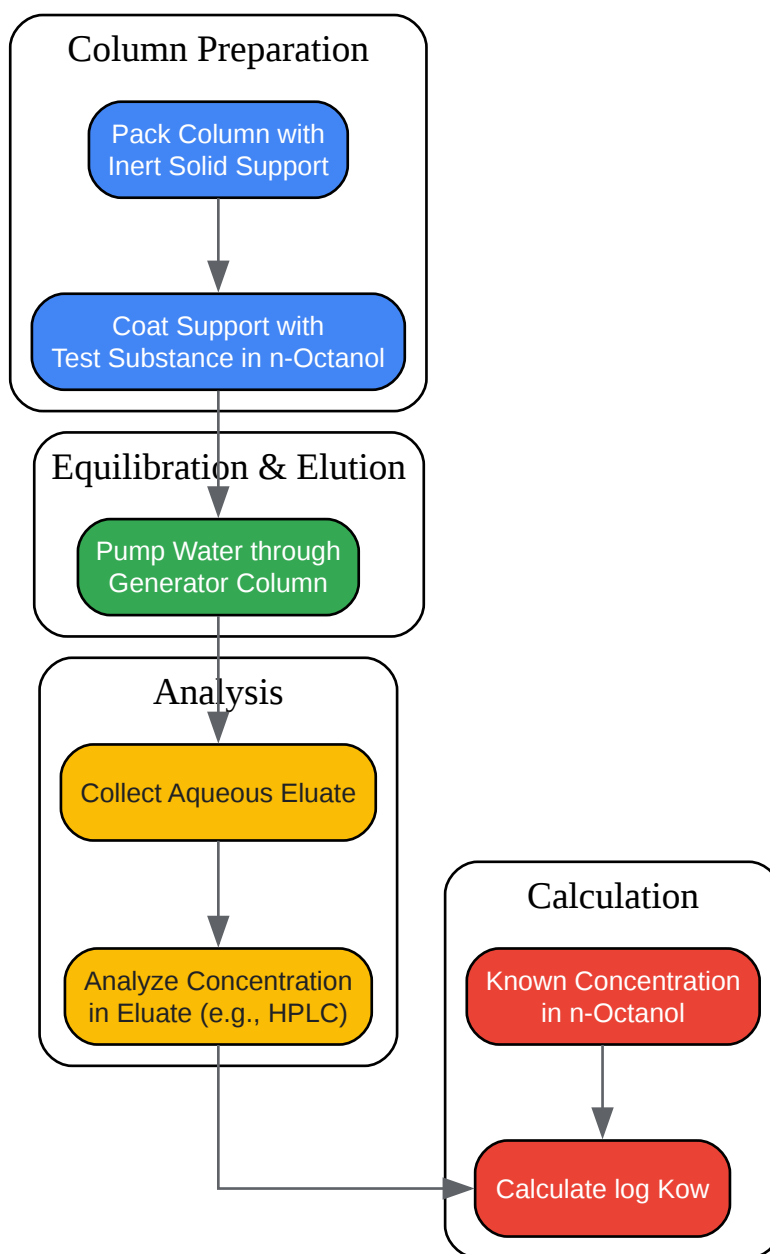 Column Preparation
Pack Column with
Inert Solid Support
Coat Support with
Test Substance in n-Octanol
Equilibration & Elution
Pump Water through
Generator Column
Analysis
Collect Aqueous Eluate
Analyze Concentration
in Eluate (e.g., HPLC)
Calculation
Known Concentration
in n-Octanol
Calculate log Kow